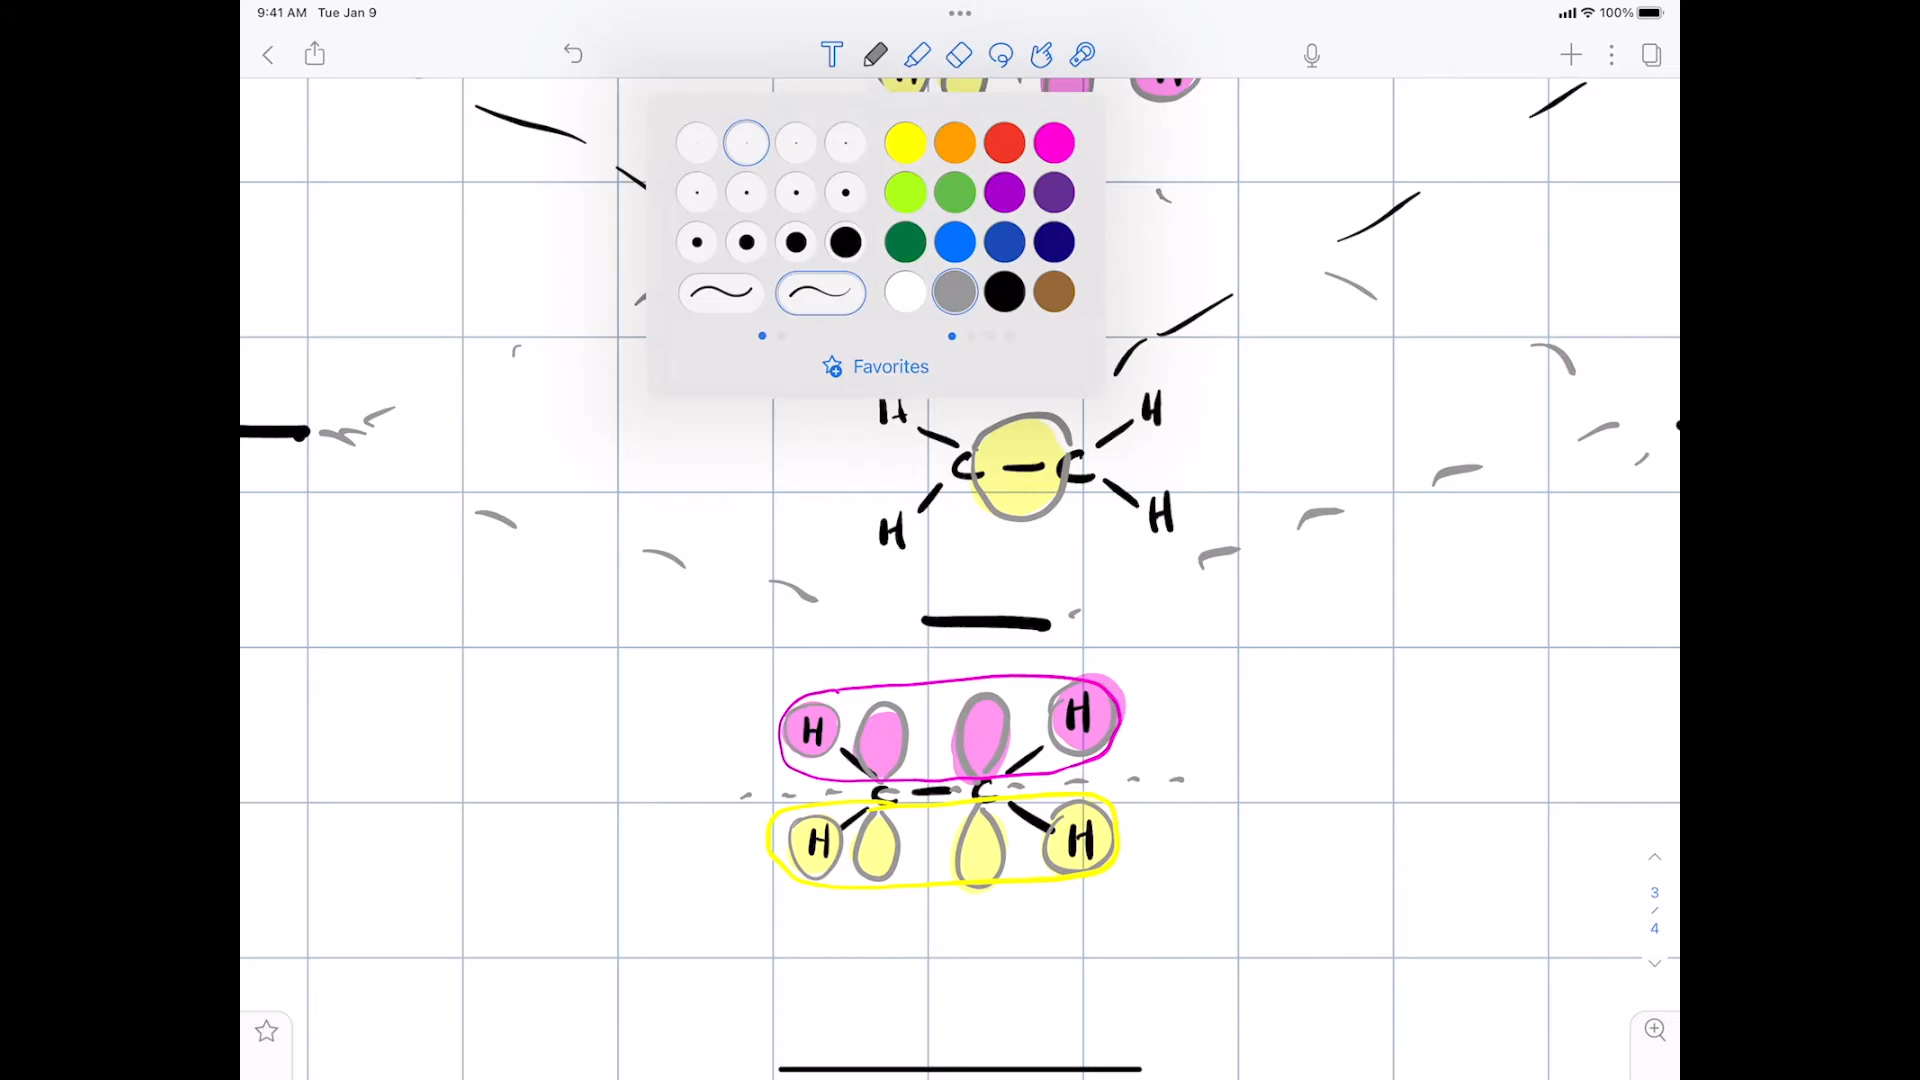 9:41 AM Tue Jan 9 100%
T
Favorites
H H
C - C
H H
H H
C - C
H H
3
/
4